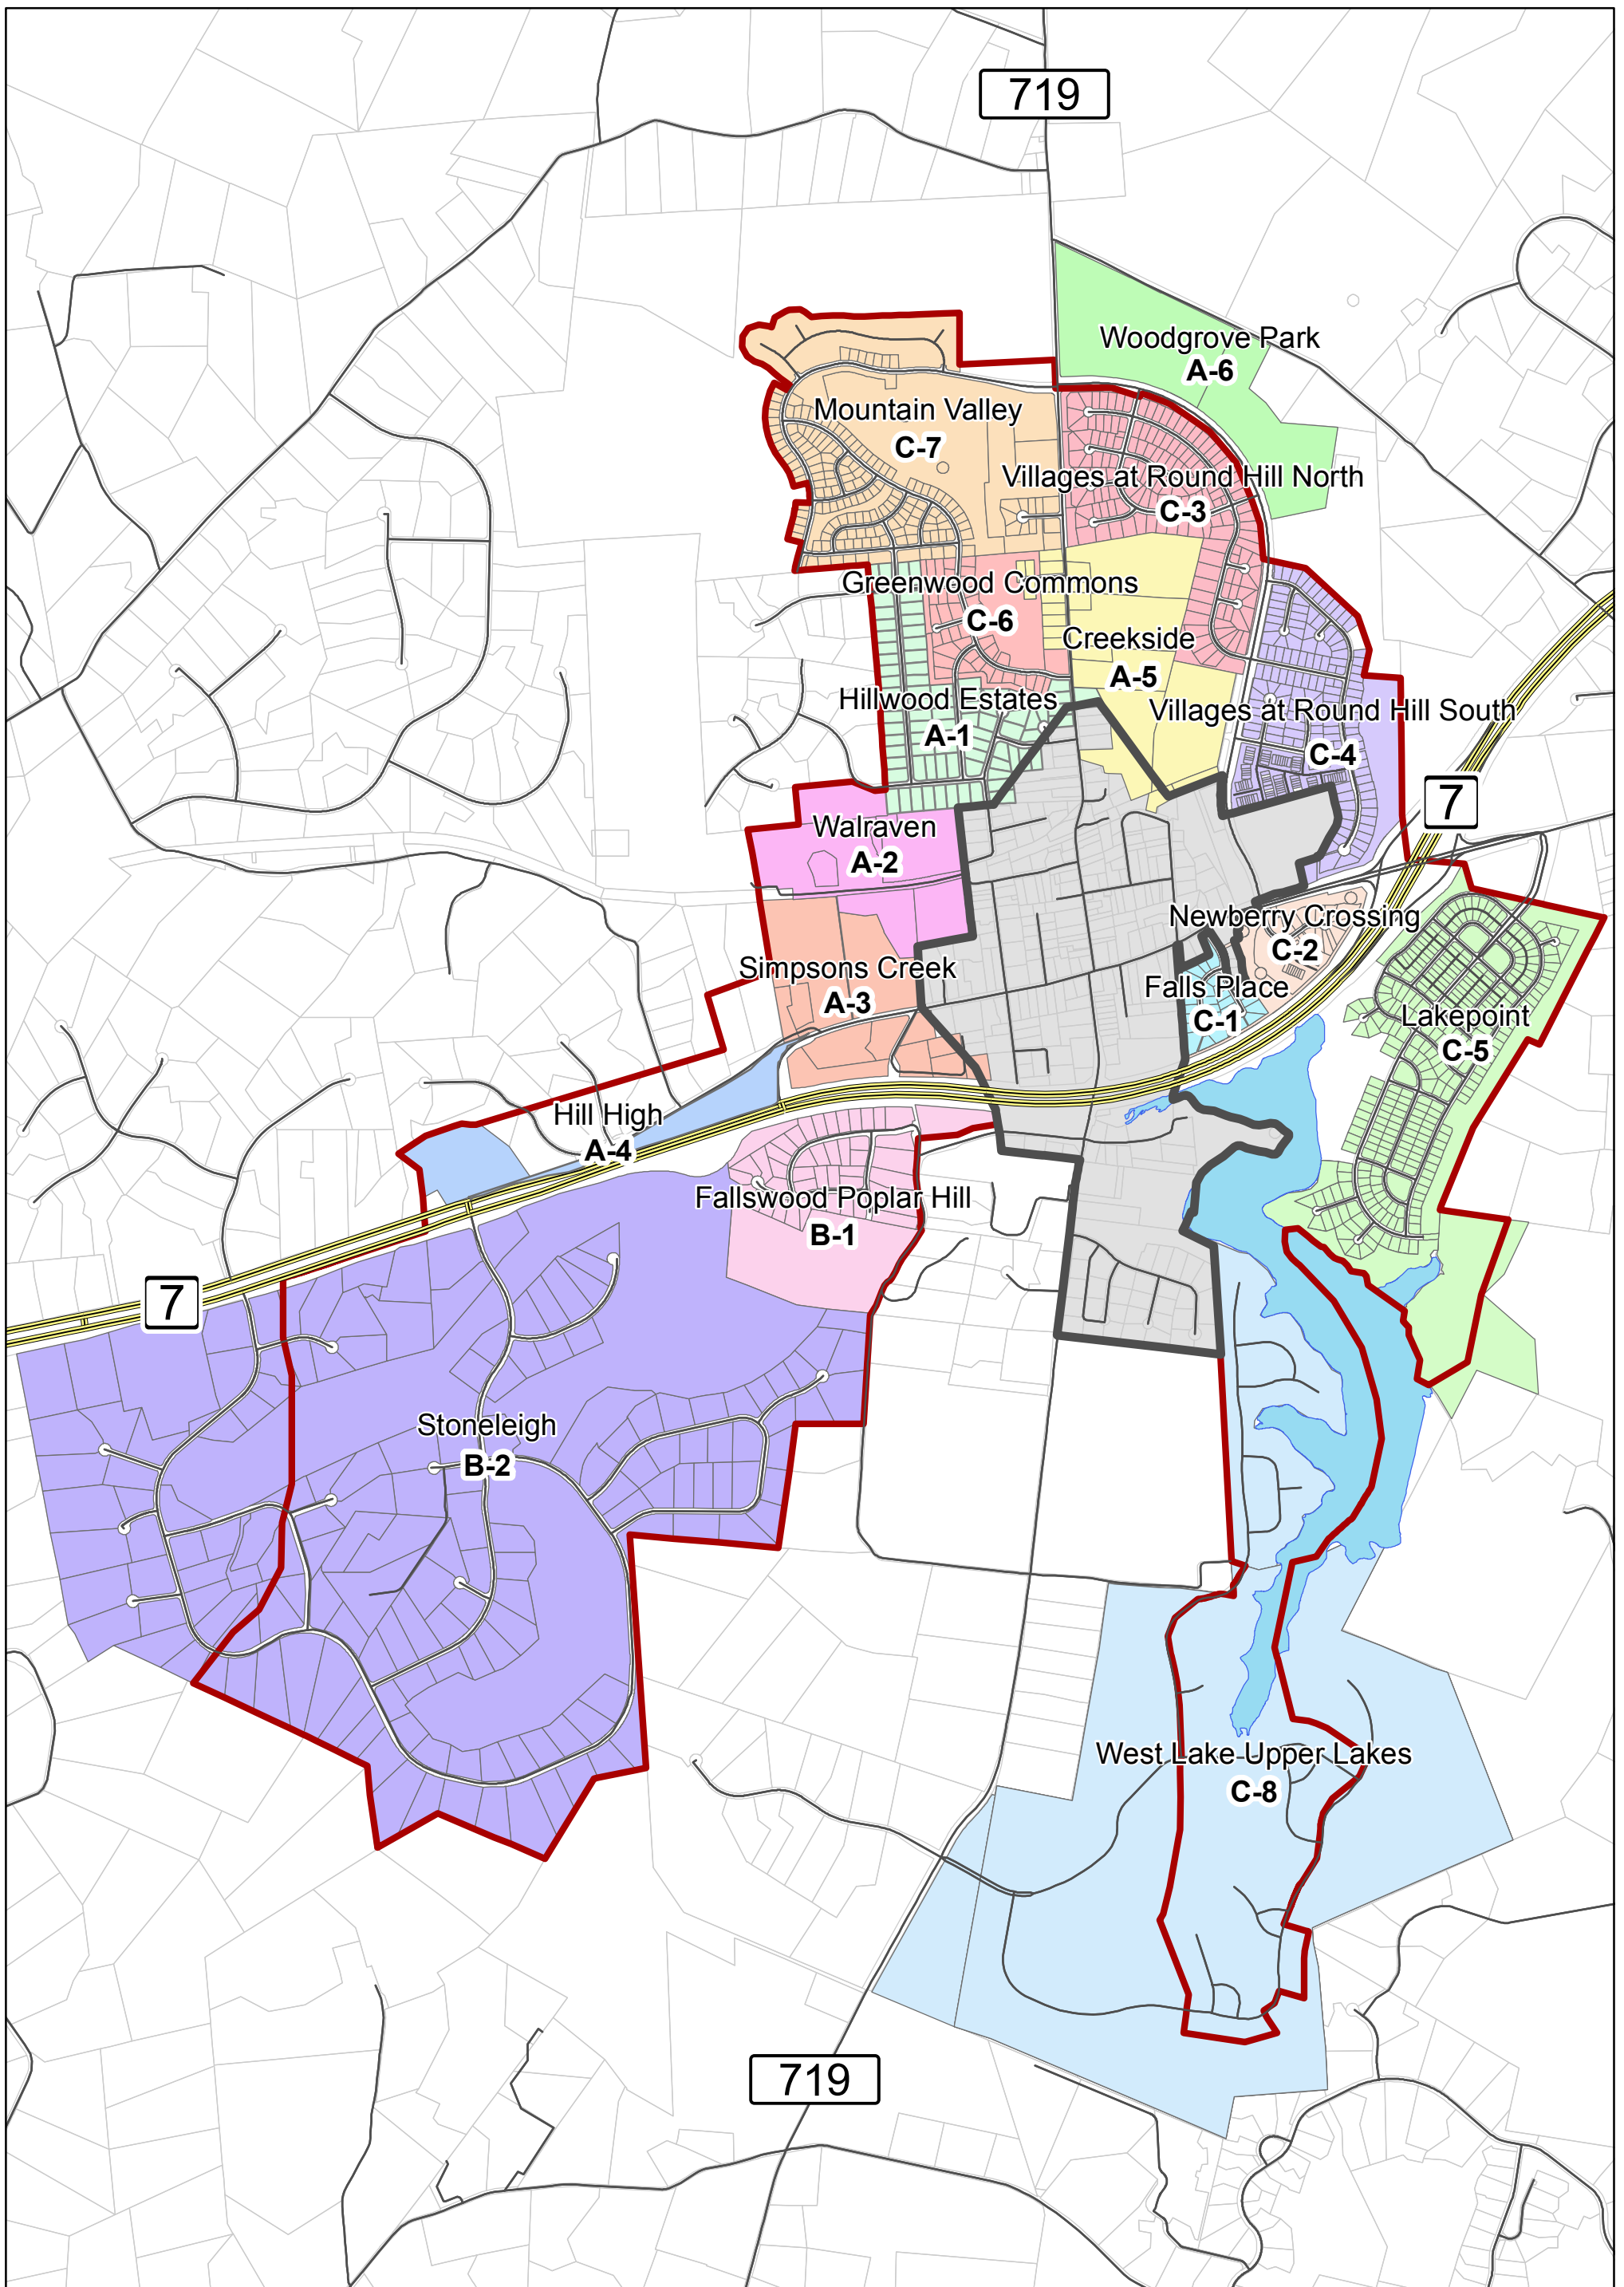 719
Woodgrove Park
A-6
Mountain Valley
C-7
Villages at Round Hill North
C-3
Greenwood Commons
C-6
Creekside
A-5
Hillwood Estates
A-1
Villages at Round Hill South
C-4
7
Walraven
A-2
Newberry Crossing
C-2
Simpsons Creek
A-3
Falls Place
C-1
Lakepoint
C-5
Hill High
A-4
Fallswood Poplar Hill
B-1
7
Stoneleigh
B-2
West Lake Upper Lakes
C-8
719